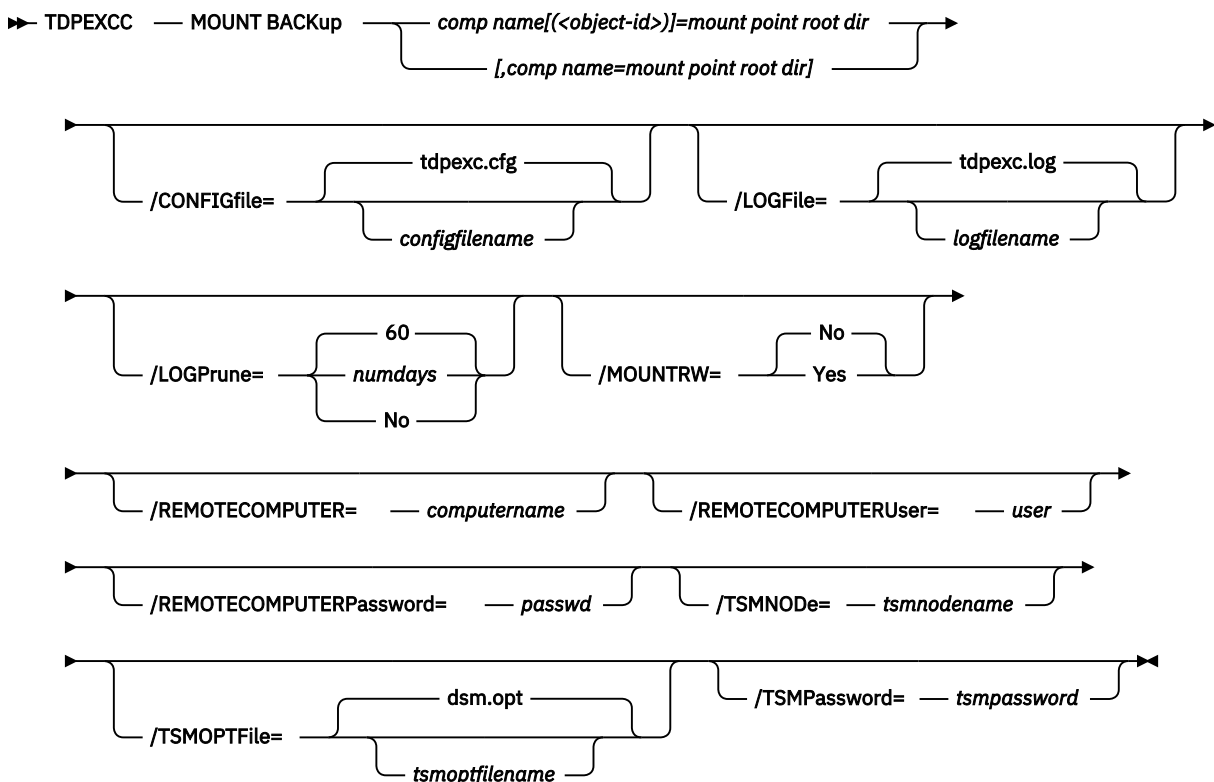 TDPEXCC MOUNT BACKup comp name[(<object-id>)]=mount point root dir
[,comp name=mount point root dir]
tdpexc.cfg
/CONFIGfile=
configfilename
tdpexc.log
/LOGFile=
logfilename
60
/LOGPrune= numdays
No
No
/MOUNTRW= Yes
/REMOTECOMPUTER= computername
/REMOTECOMPUTERUser= user
/REMOTECOMPUTERPassword= passwd
/TSMNODe= tsmnodename
dsm.opt
/TSMOPTFile=
tsmoptfilename
/TSMPassword= tsmpassword